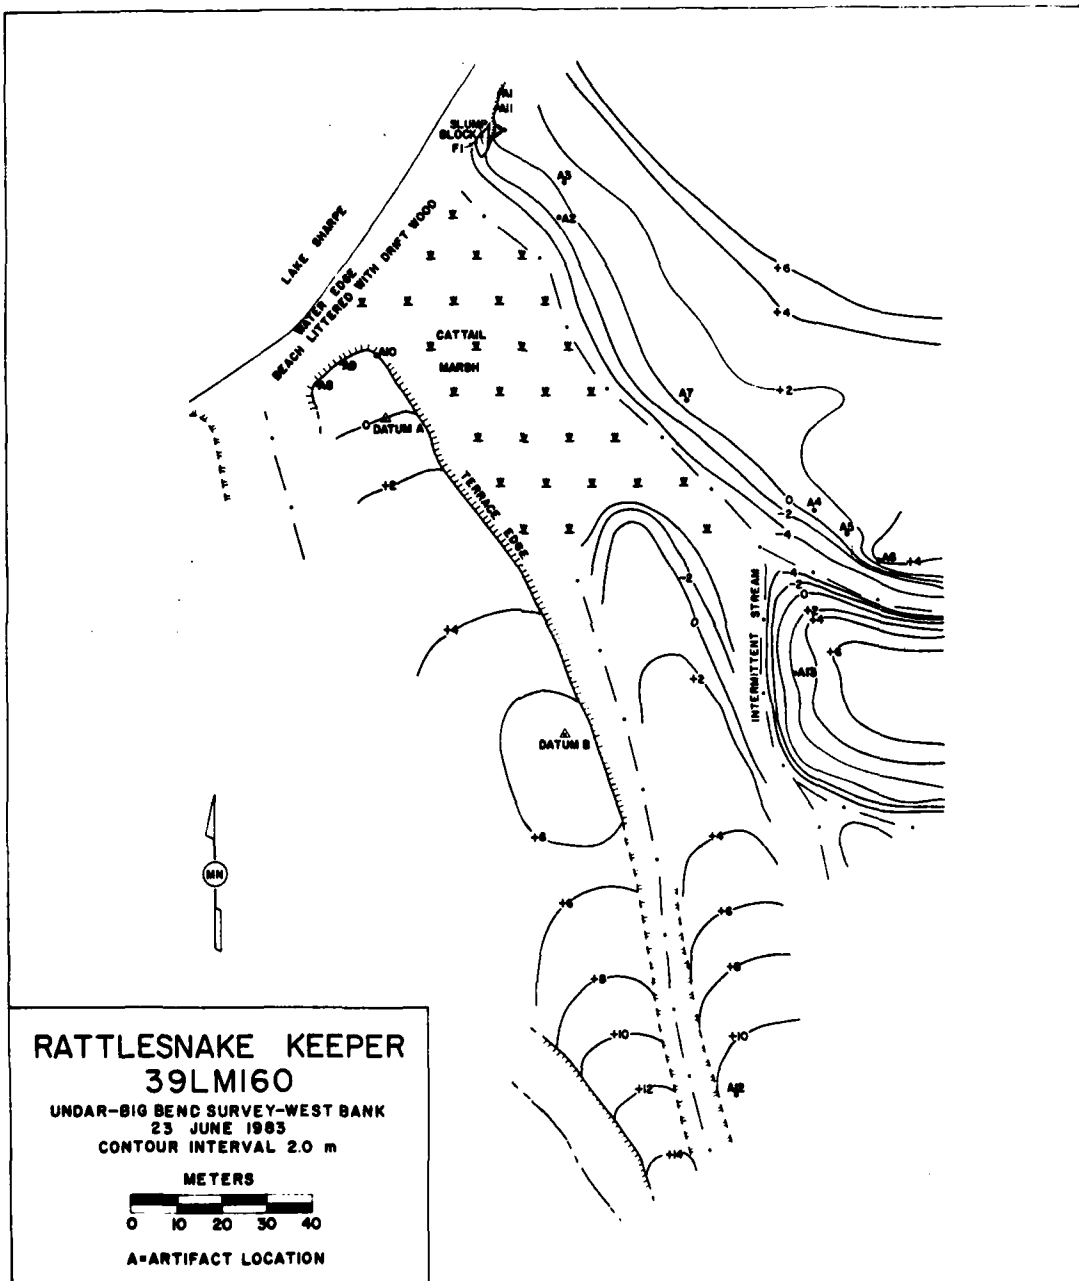 A1
A11
SLUMP
BLOCK
F1
A3
A2
LAKE SHARPE
WATER EDGE
BEACH LITTERED WITH DRIFT WOOD
+6
+4
CATTAIL
MARSH
A10
A9
A8
+2
A7
0
DATUM A
+2
TERRACE EDGE
0
-2
-4
A4
A5
A6
+4
-4
-2
0
+2
+4
+6
A13
INTERMITTENT STREAM
-2
0
+2
+4
DATUM B
+6
+4
MN
+6
+6
+8
+8
+10
+10
+12
A12
+14
RATTLESNAKE KEEPER
39LM160
UNDAR-BIG BEND SURVEY-WEST BANK
23 JUNE 1983
CONTOUR INTERVAL 2.0 m
METERS
0 10 20 30 40
A=ARTIFACT LOCATION